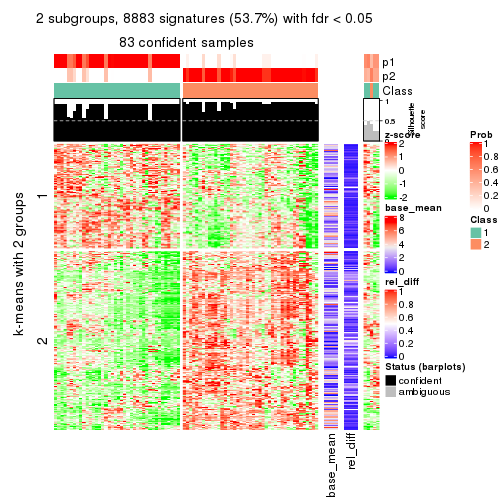 2 subgroups, 8883 signatures (53.7%) with fdr < 0.05
83 confident samples
p1
p2
Class
1
0.5
0
Silhouette
score
k-means with 2 groups
1
2
base_mean
rel_diff
z-score
2
1
0
-1
-2
base_mean
8
6
4
2
0
rel_diff
1
0.8
0.6
0.4
0.2
0
Status (barplots)
confident
ambiguous
Prob
1
0.8
0.6
0.4
0.2
0
Class
1
2